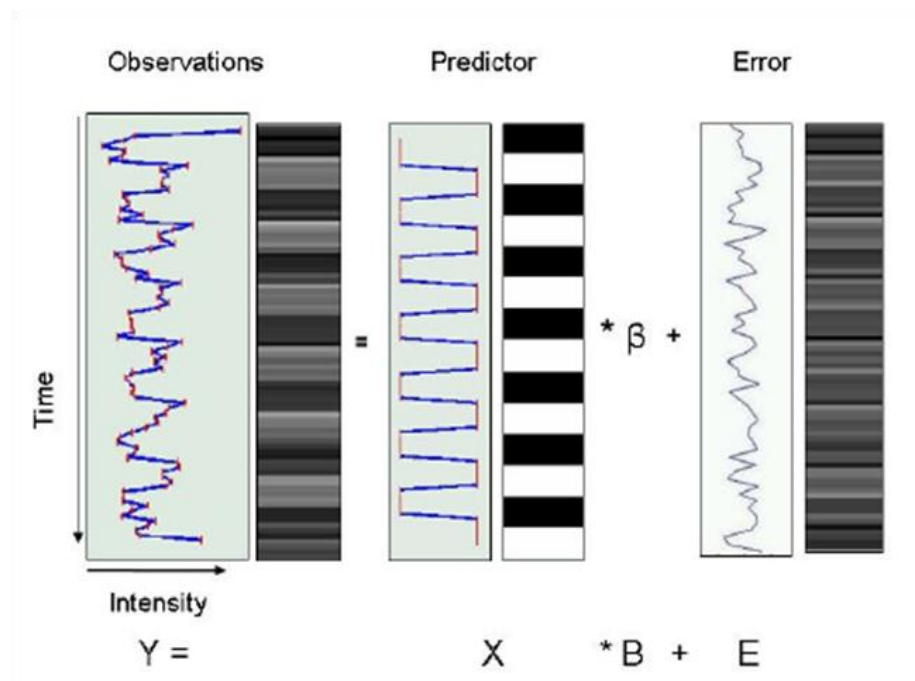 Observations Predictor Error
Time
= * β +
Intensity
Y = X * B + E